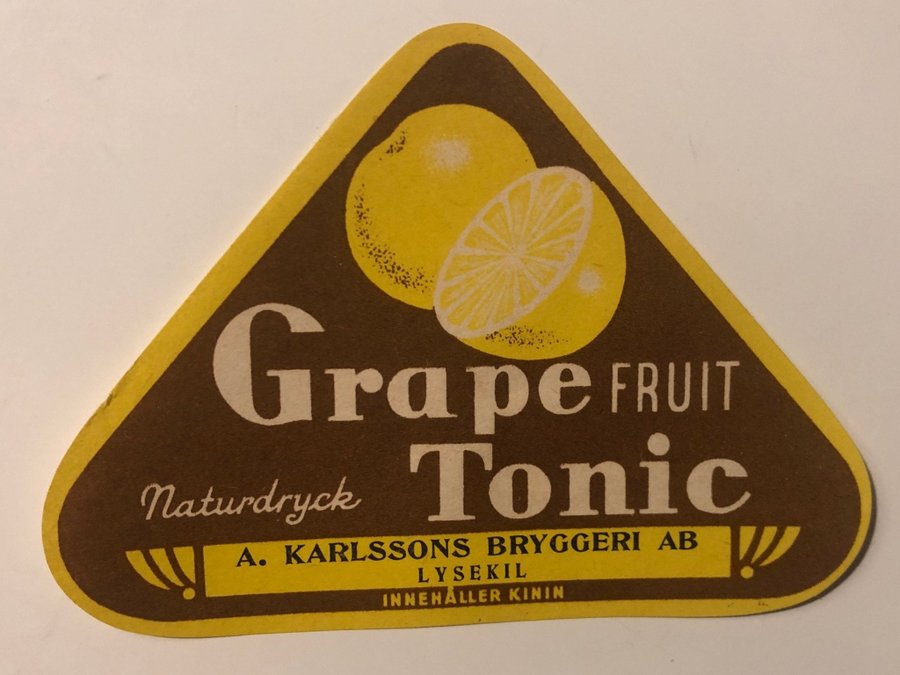 Grape FRUIT
Tonic
Naturdryck
A. KARLSSONS BRYGGERI AB
LYSEKIL
INNEHÅLLER KININ